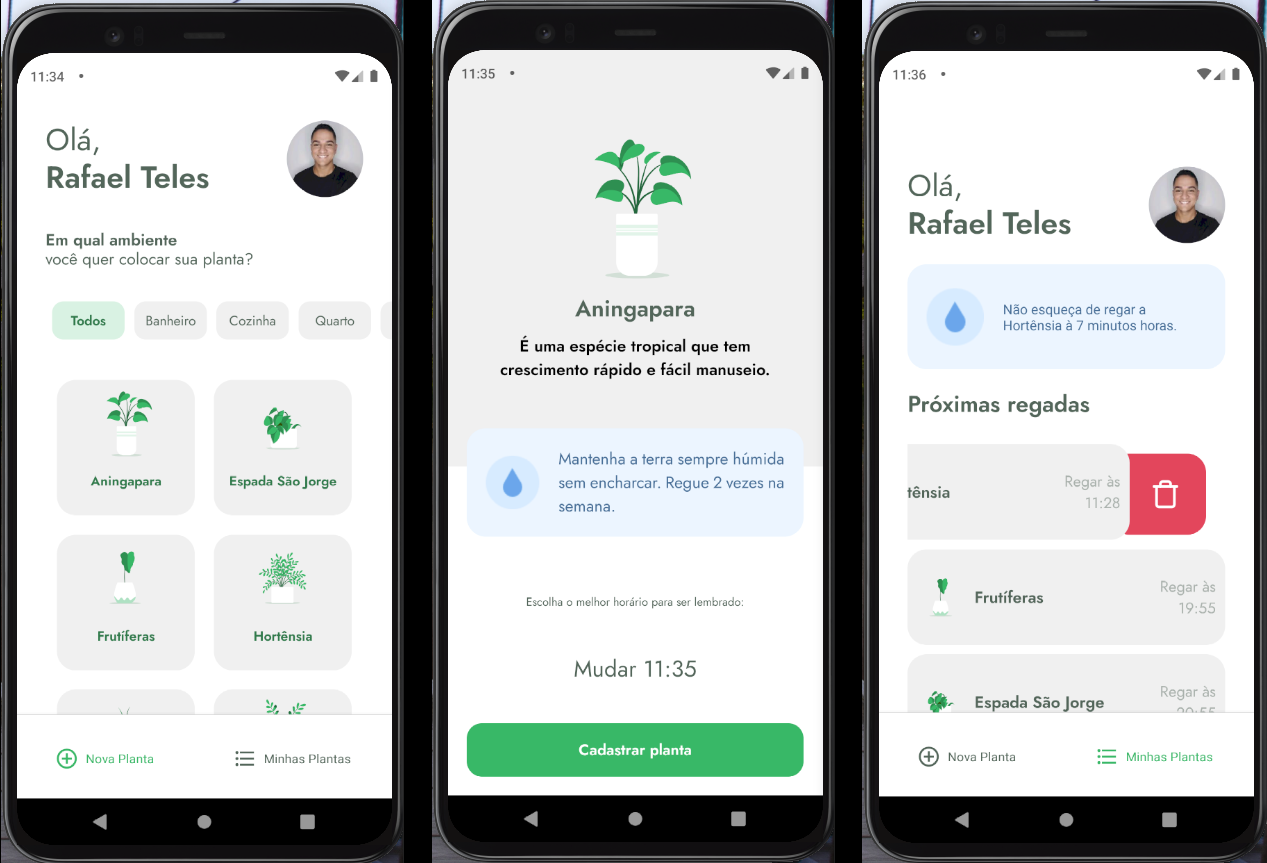 11:34
Olá,
Rafael Teles
Em qual ambiente
você quer colocar sua planta?
Todos
Banheiro
Cozinha
Quarto
Aningapara
Espada São Jorge
Frutíferas
Hortênsia
Nova Planta
Minhas Plantas
11:35
Aningapara
É uma espécie tropical que tem
crescimento rápido e fácil manuseio.
Mantenha a terra sempre húmida
sem encharcar. Regue 2 vezes na
semana.
Escolha o melhor horário para ser lembrado:
Mudar 11:35
Cadastrar planta
11:36
Olá,
Rafael Teles
Não esqueça de regar a
Hortênsia à 7 minutos horas.
Próximas regadas
tênsia
Regar às
11:28
Frutíferas
Regar às
19:55
Espada São Jorge
Regar às
Nova Planta
Minhas Plantas